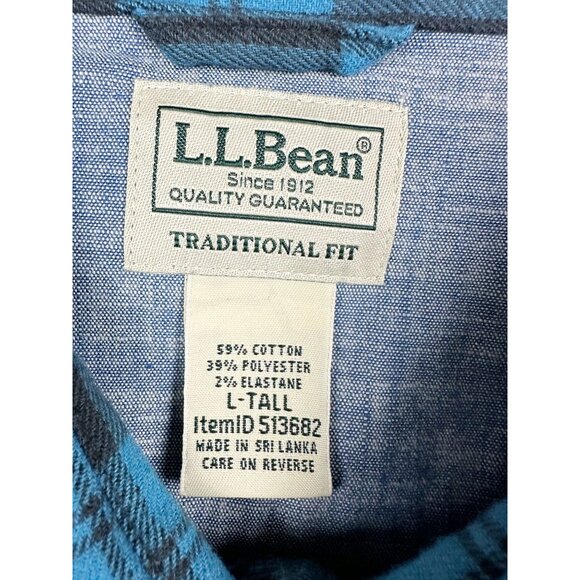 L.L.Bean®
Since 1912
QUALITY GUARANTEED
TRADITIONAL FIT
59% COTTON
39% POLYESTER
2% ELASTANE
L-TALL
ItemID 513682
MADE IN SRI LANKA
CARE ON REVERSE